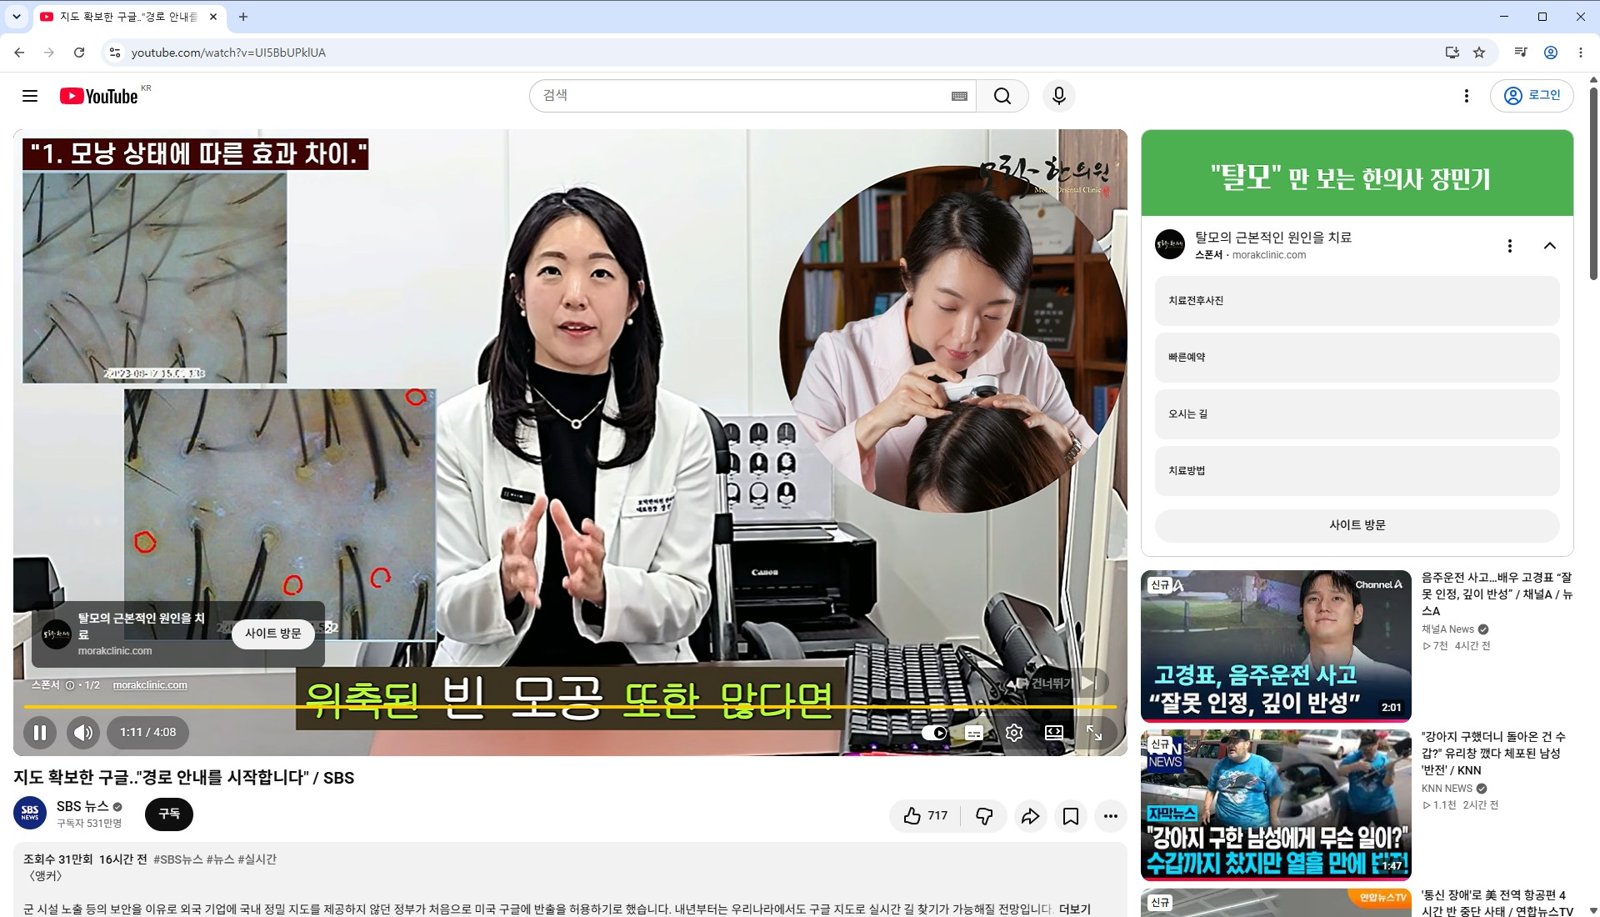 지도 확보한 구글.."경로 안내를
youtube.com/watch?v=UI5BbUPklUA
YouTube KR
검색
로그인
"1. 모낭 상태에 따른 효과 차이."
모락한의원
Morak Oriental Clinic
Canon
탈모의 근본적인 원인을 치
료
morakclinic.com
사이트 방문
스폰서 · 1/2 morakclinic.com
위축된 빈 모공 또한 많다면
건너뛰기
1:11 / 4:08
지도 확보한 구글.."경로 안내를 시작합니다" / SBS
SBS
NEWS
SBS 뉴스
구독자 531만명
구독
717
조회수 31만회 16시간 전 #SBS뉴스 #뉴스 #실시간
〈앵커〉
군 시설 노출 등의 보안을 이유로 외국 기업에 국내 정밀 지도를 제공하지 않던 정부가 처음으로 미국 구글에 반출을 허용하기로 했습니다. 내년부터는 우리나라에서도 구글 지도로 실시간 길 찾기가 가능해질 전망입니다. 더보기
"탈모" 만 보는 한의사 장민기
탈모의 근본적인 원인을 치료
스폰서 · morakclinic.com
치료전후사진
빠른예약
오시는 길
치료방법
사이트 방문
신규
Channel A
고경표, 음주운전 사고
"잘못 인정, 깊이 반성"
2:01
음주운전 사고…배우 고경표 "잘
못 인정, 깊이 반성" / 채널A / 뉴
스A
채널A News
7천 4시간 전
신규
KNN
NEWS
자막뉴스
"강아지 구한 남성에게 무슨 일이?"
수갑까지 찼지만 열흘 만에 반전!
1:47
"강아지 구했더니 돌아온 건 수
갑?" 유리창 깼다 체포된 남성
'반전' / KNN
KNN NEWS
1.1천 2시간 전
신규
연합뉴스TV
'통신 장애'로 美 전역 항공편 4
시간 반 중단 사태 / 연합뉴스TV